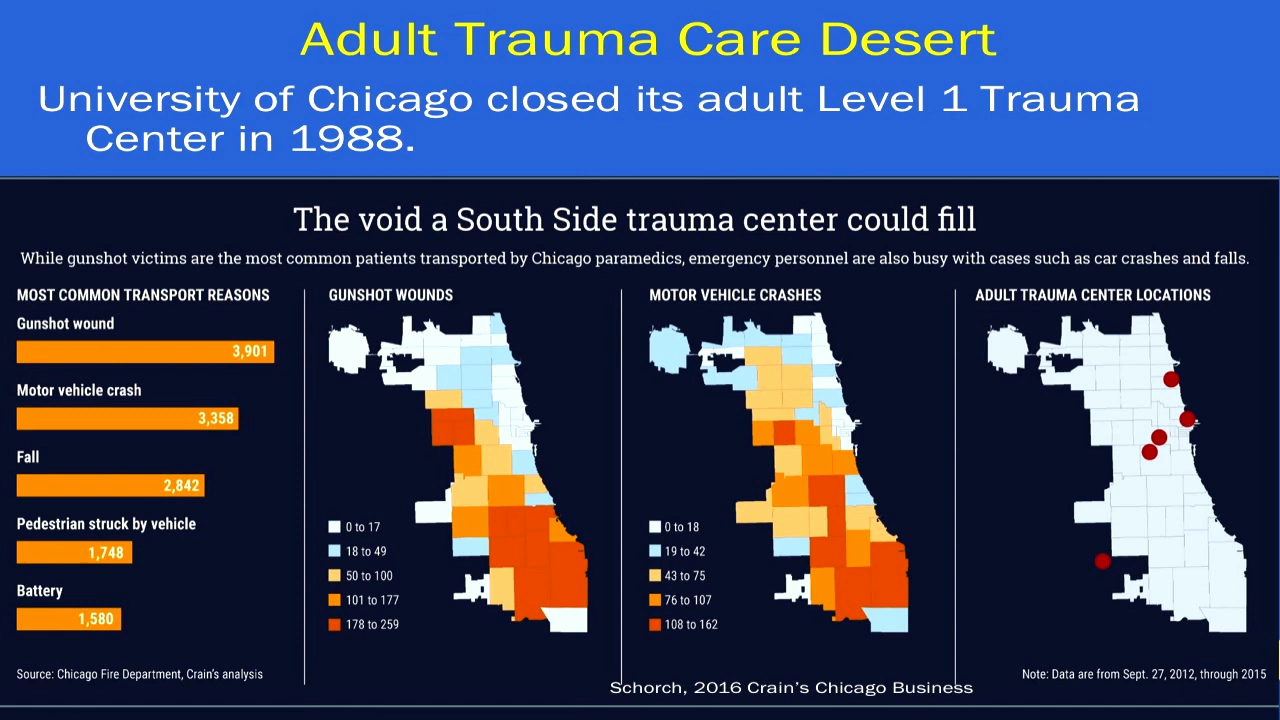 Adult Trauma Care Desert
University of Chicago closed its adult Level 1 Trauma
Center in 1988.
The void a South Side trauma center could fill
While gunshot victims are the most common patients transported by Chicago paramedics, emergency personnel are also busy with cases such as car crashes and falls.
MOST COMMON TRANSPORT REASONS
Gunshot wound
3,901
Motor vehicle crash
3,358
Fall
2,842
Pedestrian struck by vehicle
1,748
Battery
1,580
Source: Chicago Fire Department, Crain's analysis
GUNSHOT WOUNDS
0 to 17
18 to 49
50 to 100
101 to 177
178 to 259
MOTOR VEHICLE CRASHES
0 to 18
19 to 42
43 to 75
76 to 107
108 to 162
ADULT TRAUMA CENTER LOCATIONS
Note: Data are from Sept. 27, 2012, through 2015
Schorch, 2016 Crain's Chicago Business